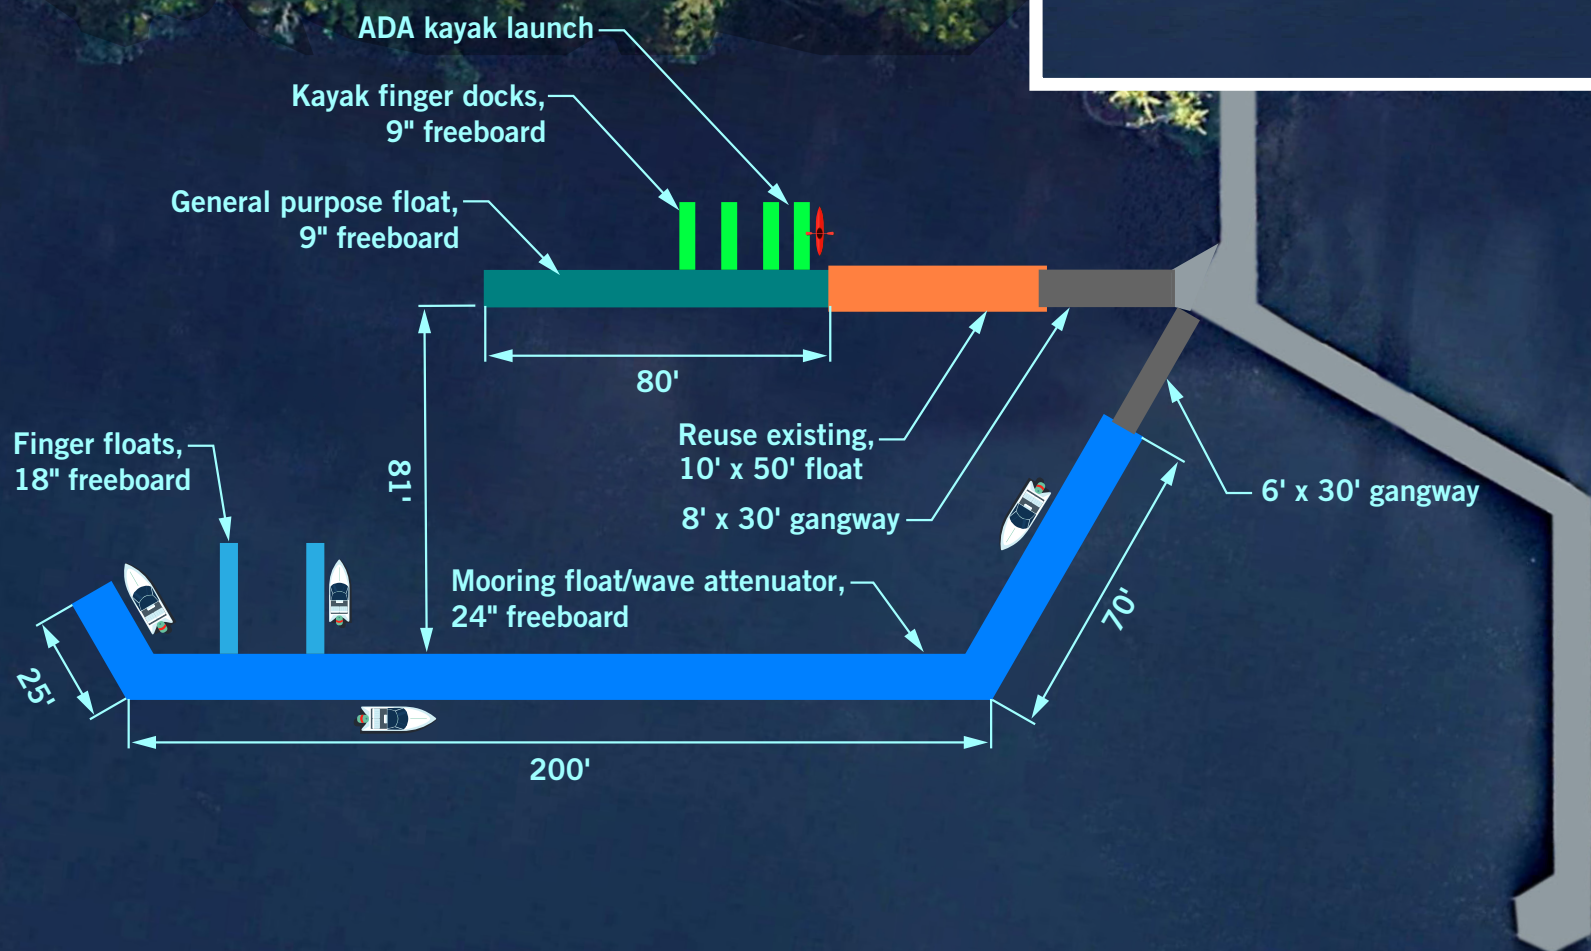 ADA kayak launch
Kayak finger docks,
9" freeboard
General purpose float,
9" freeboard
80'
Finger floats,
18" freeboard
81'
Reuse existing,
10' x 50' float
8' x 30' gangway
6' x 30' gangway
Mooring float/wave attenuator,
24" freeboard
70'
25'
200'